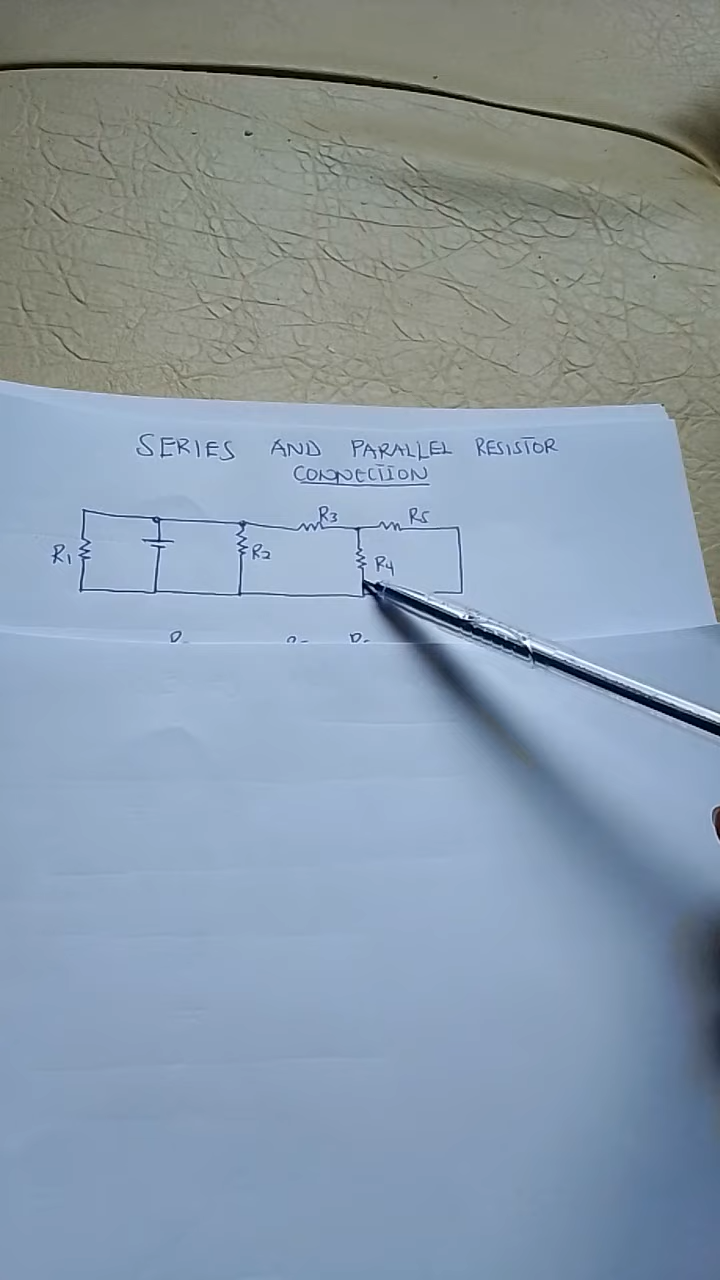 SERIES AND PARALLEL RESISTOR
CONNECTION
R3 R5
R1 R2 R4